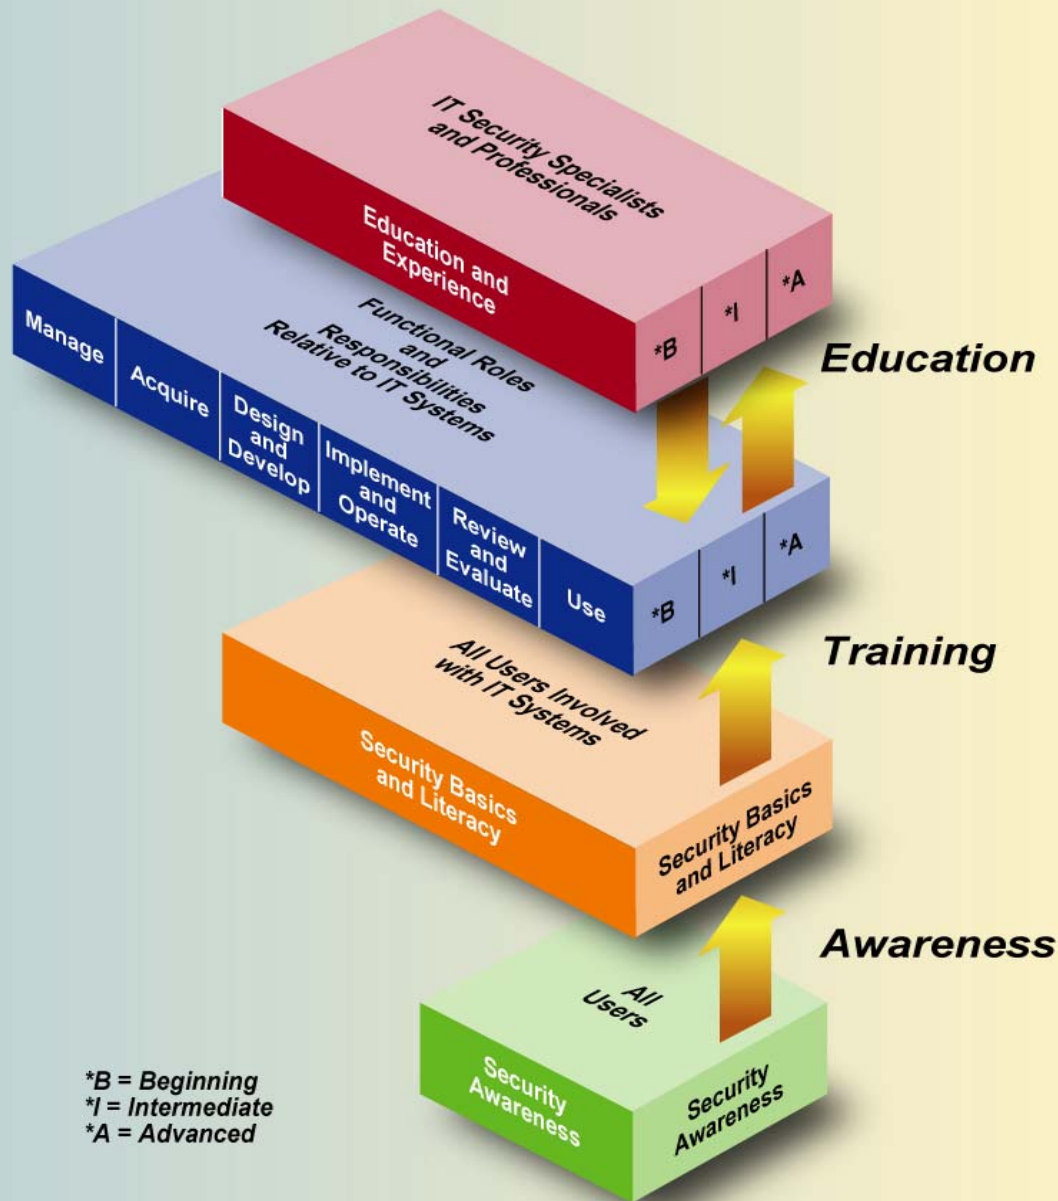 IT Security Specialists
and Professionals
Education and
Experience
*B
*I
*A
Education
Functional Roles
and
Responsibilities
Relative to IT Systems
Manage
Acquire
Design
and
Develop
Implement
and
Operate
Review
and
Evaluate
Use
*B
*I
*A
Training
All Users Involved
with IT Systems
Security Basics
and Literacy
Security Basics
and Literacy
Awareness
All
Users
Security
Awareness
Security
Awareness
*B = Beginning
*I = Intermediate
*A = Advanced